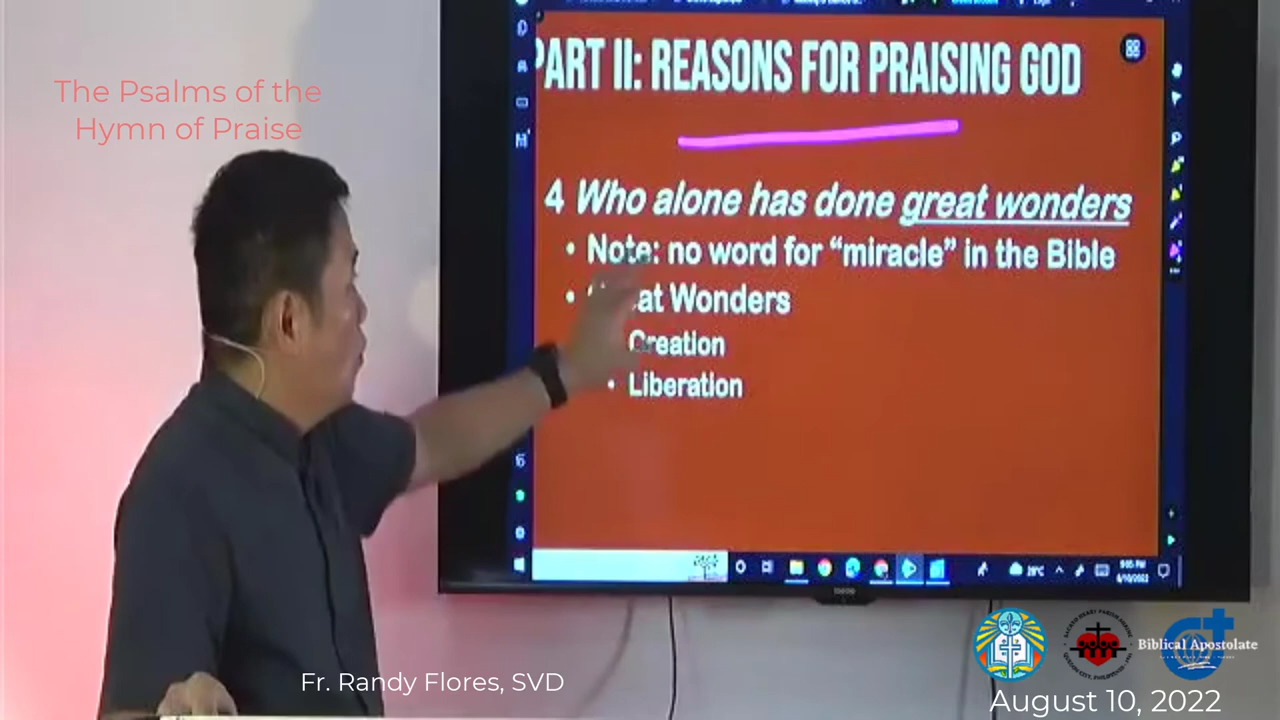 The Psalms of the
Hymn of Praise
PART II: REASONS FOR PRAISING GOD
4 Who alone has done great wonders
• Note: no word for “miracle” in the Bible
• Great Wonders
Creation
• Liberation
Fr. Randy Flores, SVD
Biblical Apostolate
August 10, 2022